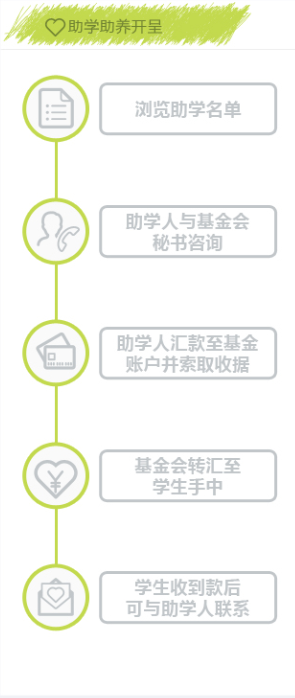 助学助养开呈
浏览助学名单
助学人与基金会
秘书咨询
助学人汇款至基金
账户并索取收据
基金会转汇至
学生手中
学生收到款后
可与助学人联系